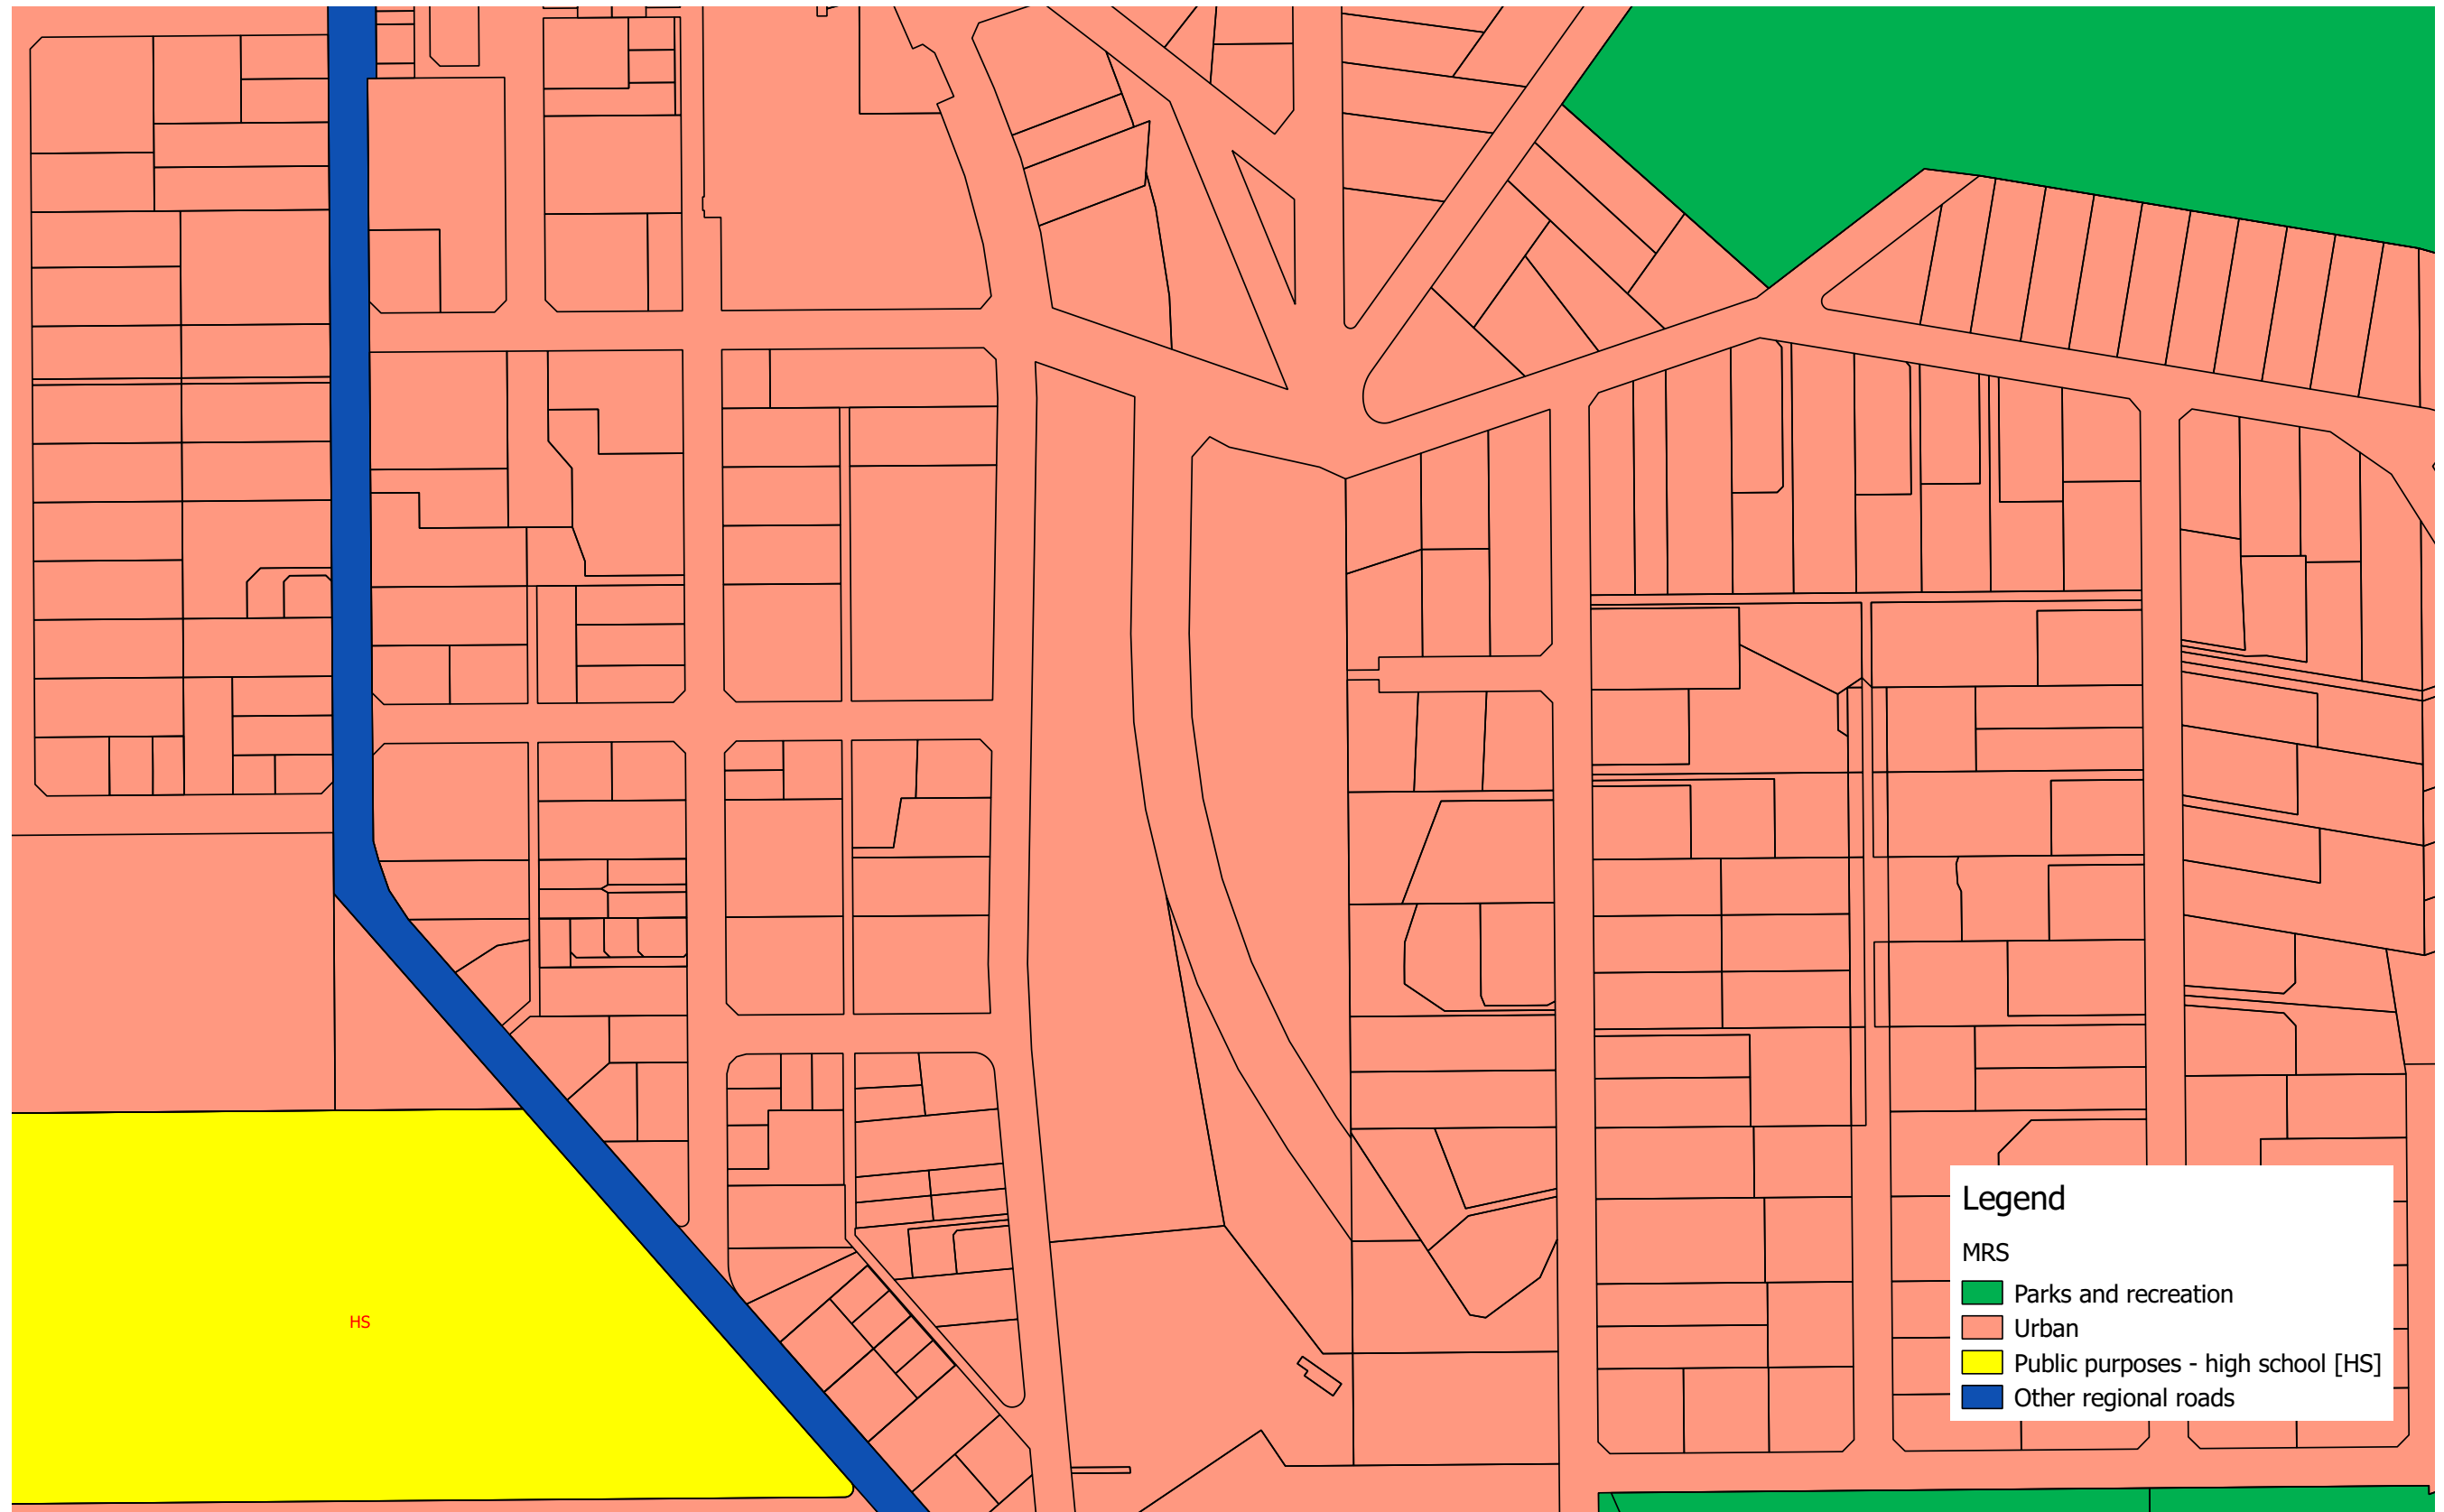 HS
Legend
MRS
Parks and recreation
Urban
Public purposes - high school [HS]
Other regional roads